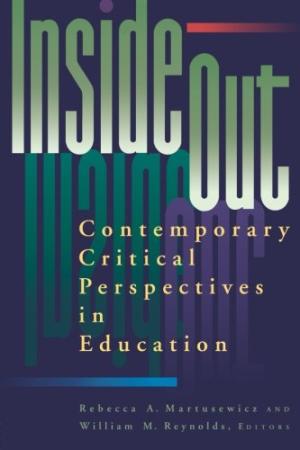 Inside
Out
Contemporary
Critical
Perspectives
in
Education
Rebecca A. Martusewicz AND
William M. Reynolds, EDITORS